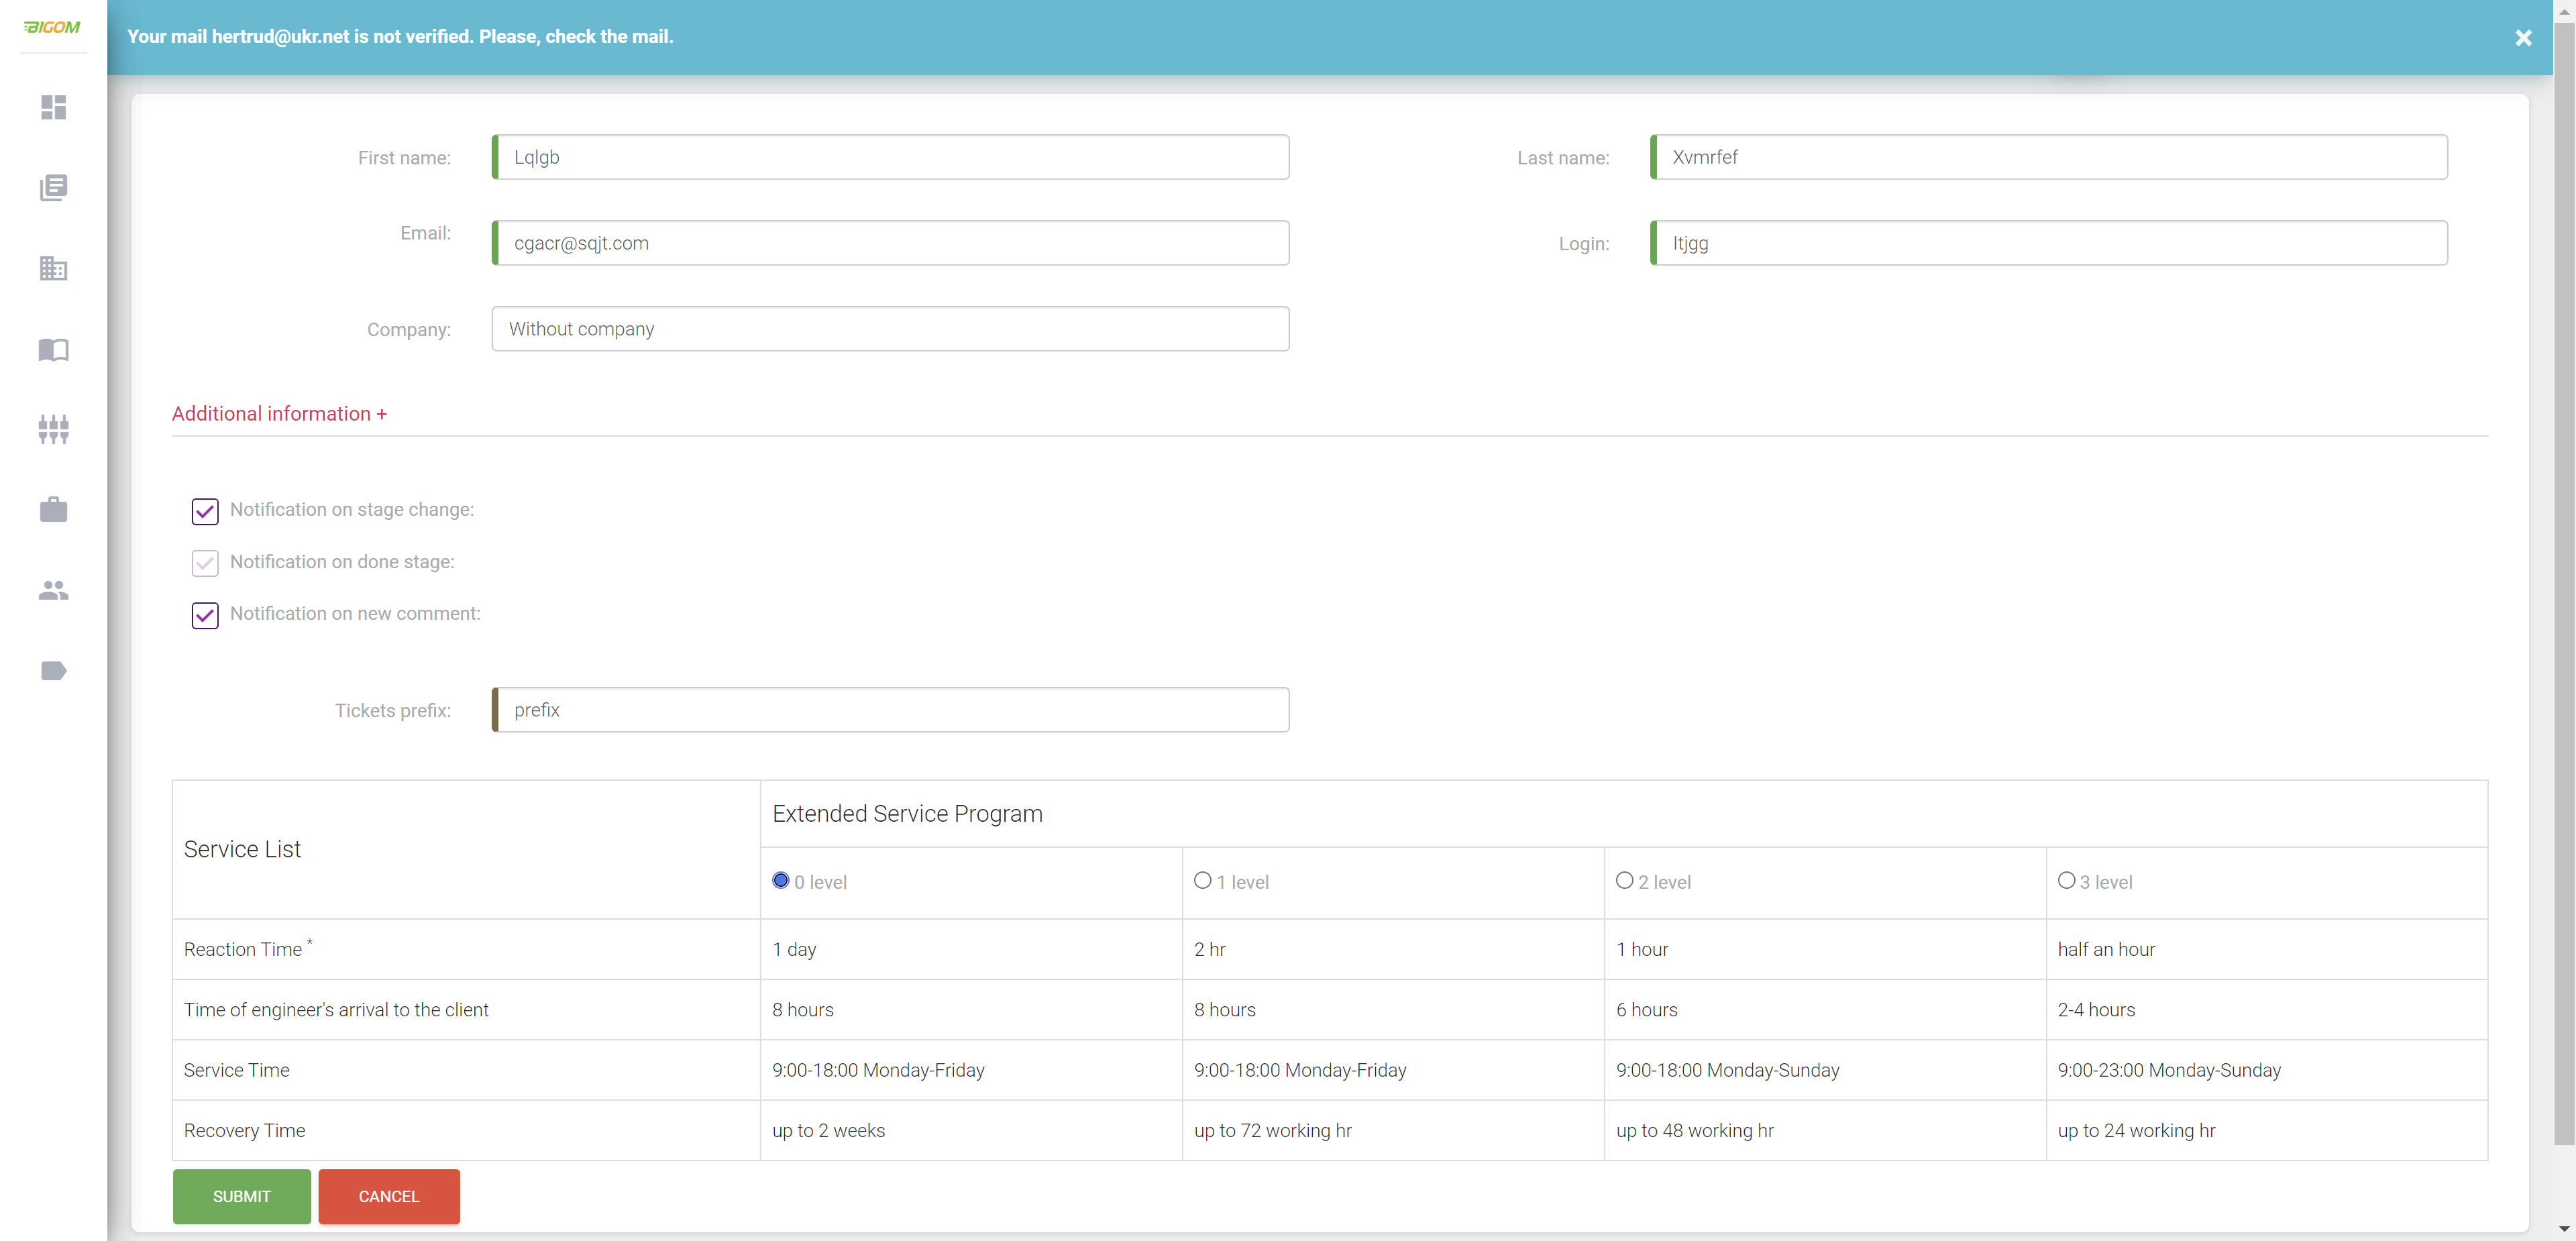 BIGOM
Your mail hertrud@ukr.net is not verified. Please, check the mail.
First name:
Lqlgb
Last name:
Xvmrfef
Email:
cgacr@sqjt.com
Login:
ltjgg
Company:
Without company
Additional information +
Notification on stage change:
Notification on done stage:
Notification on new comment:
Tickets prefix:
prefix
Service List
Extended Service Program
0 level
1 level
2 level
3 level
Reaction Time *
1 day
2 hr
1 hour
half an hour
Time of engineer's arrival to the client
8 hours
8 hours
6 hours
2-4 hours
Service Time
9:00-18:00 Monday-Friday
9:00-18:00 Monday-Friday
9:00-18:00 Monday-Sunday
9:00-23:00 Monday-Sunday
Recovery Time
up to 2 weeks
up to 72 working hr
up to 48 working hr
up to 24 working hr
SUBMIT
CANCEL